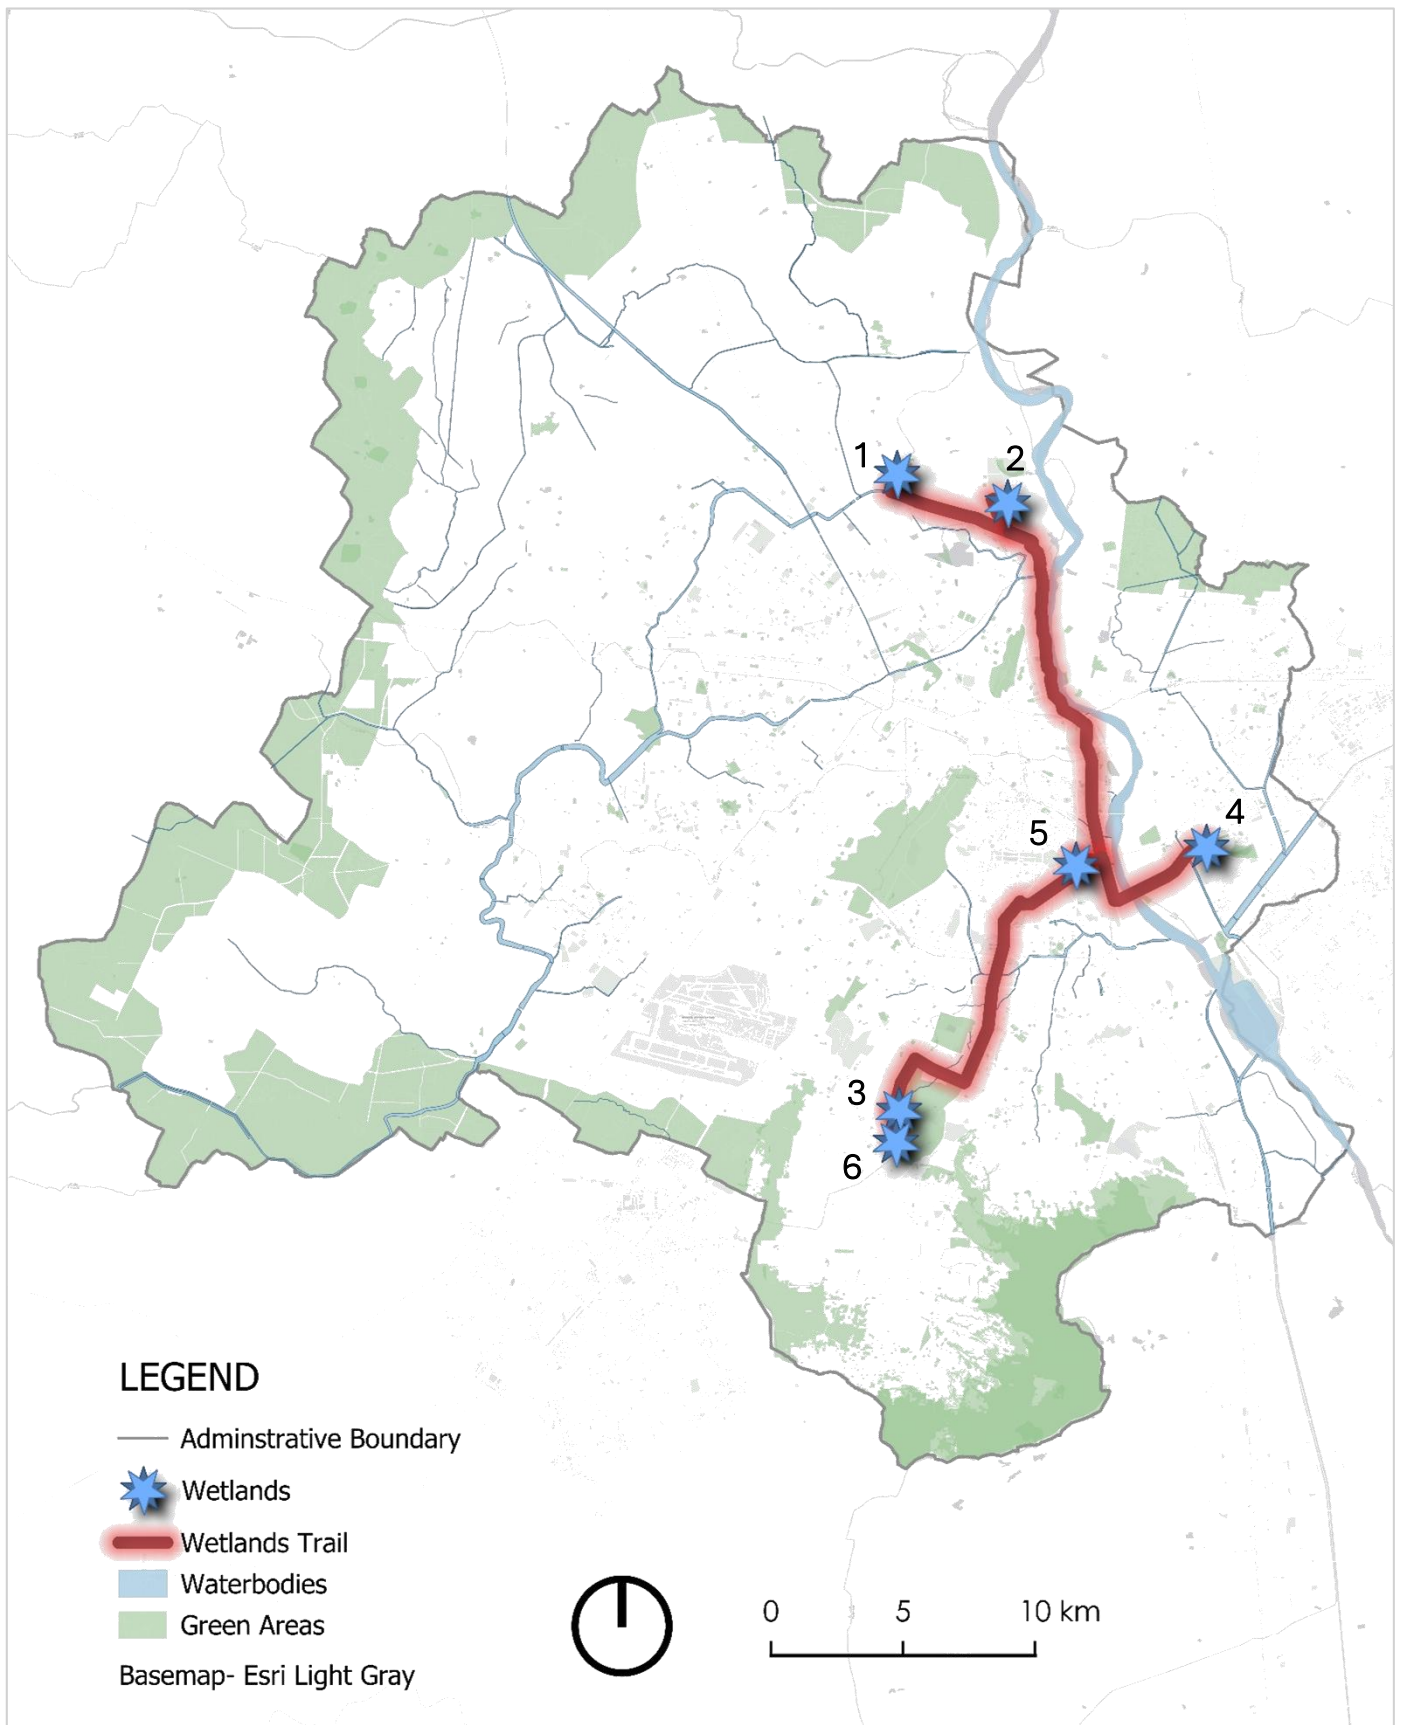 1
2
4
5
3
6
LEGEND
Adminstrative Boundary
Wetlands
Wetlands Trail
Waterbodies
Green Areas
Basemap- Esri Light Gray
0 5 10 km